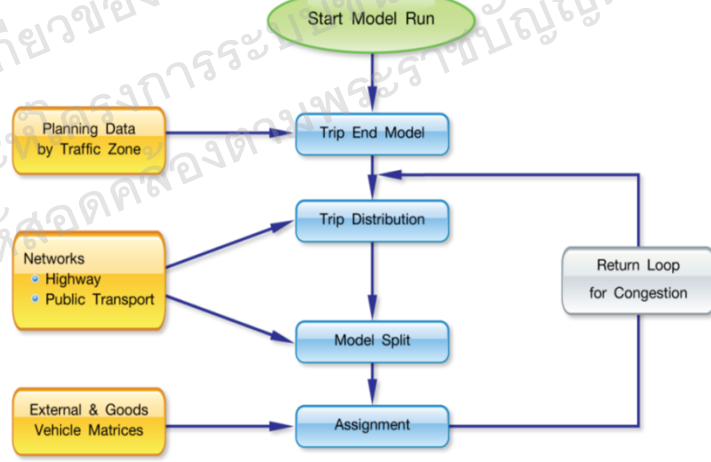 Start Model Run
Planning Data
by Traffic Zone
Trip End Model
Trip Distribution
Networks
Highway
Public Transport
Return Loop
for Congestion
Model Split
External & Goods
Vehicle Matrices
Assignment